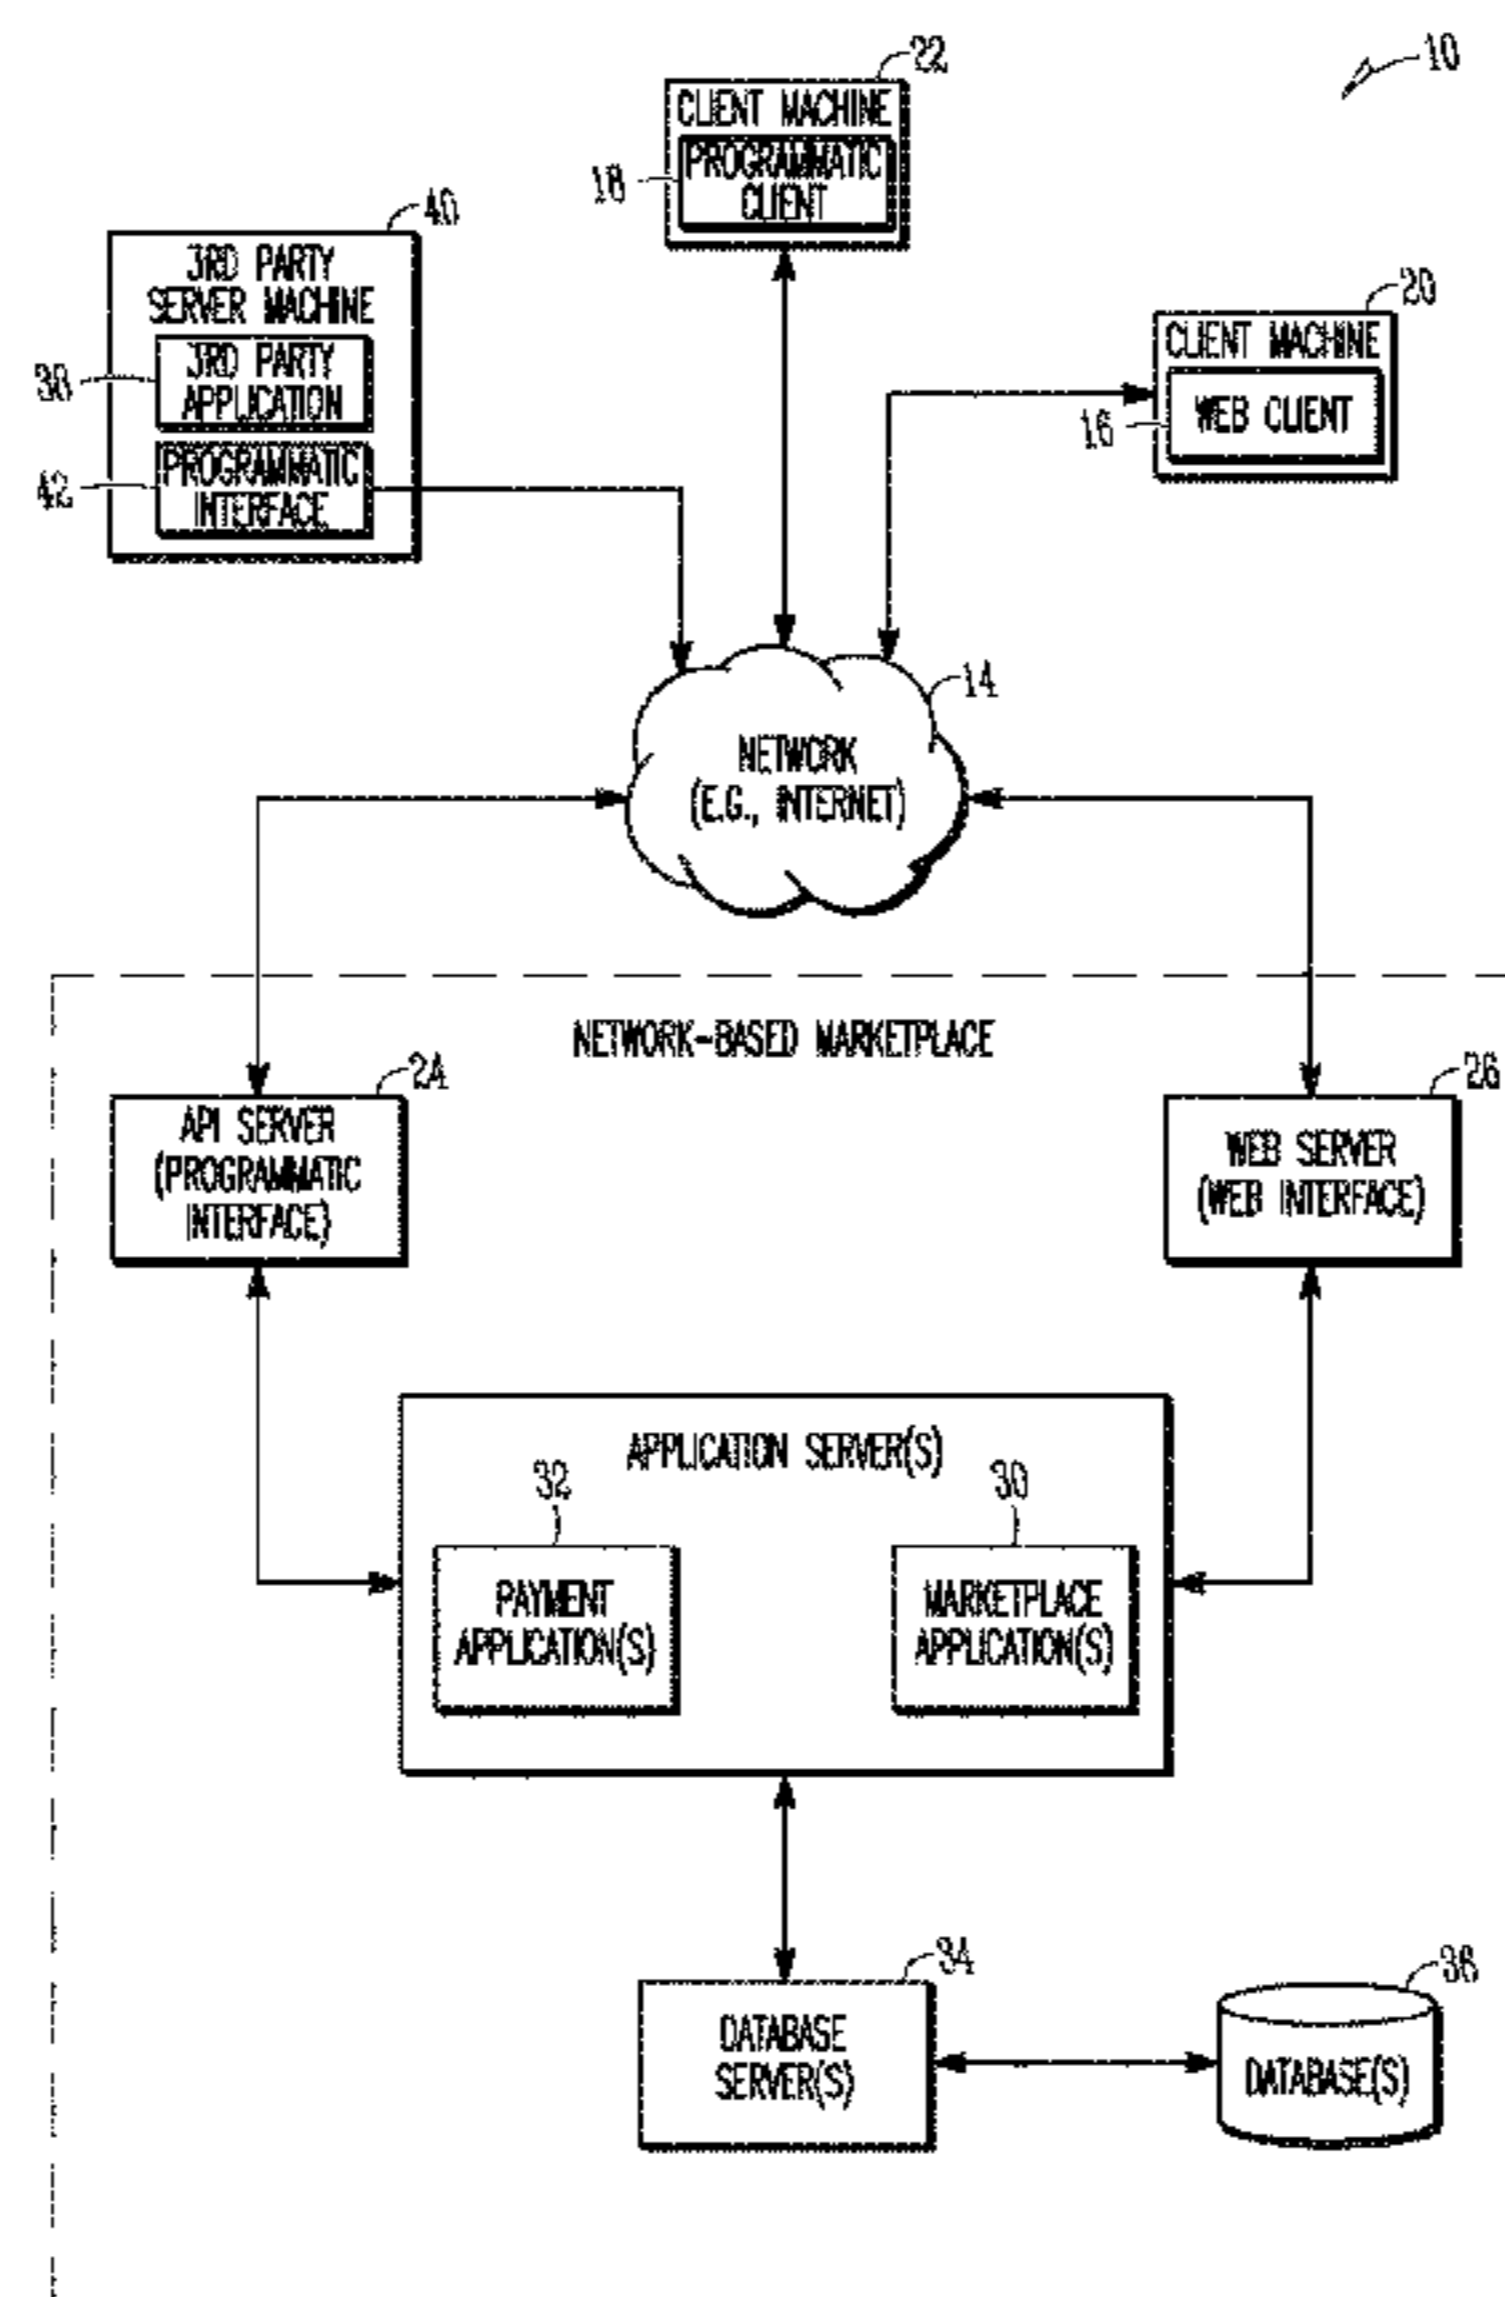 10
22
CLIENT MACHINE
18
PROGRAMMATIC
CLIENT
40
3RD PARTY
SERVER MACHINE
38
3RD PARTY
APPLICATION
42
PROGRAMMATIC
INTERFACE
20
CLIENT MACHINE
16
WEB CLIENT
14
NETWORK
(E.G., INTERNET)
NETWORK-BASED MARKETPLACE
24
API SERVER
(PROGRAMMATIC
INTERFACE)
26
WEB SERVER
(WEB INTERFACE)
APPLICATION SERVER(S)
32
PAYMENT
APPLICATION(S)
30
MARKETPLACE
APPLICATION(S)
34
DATABASE
SERVER(S)
36
DATABASE(S)